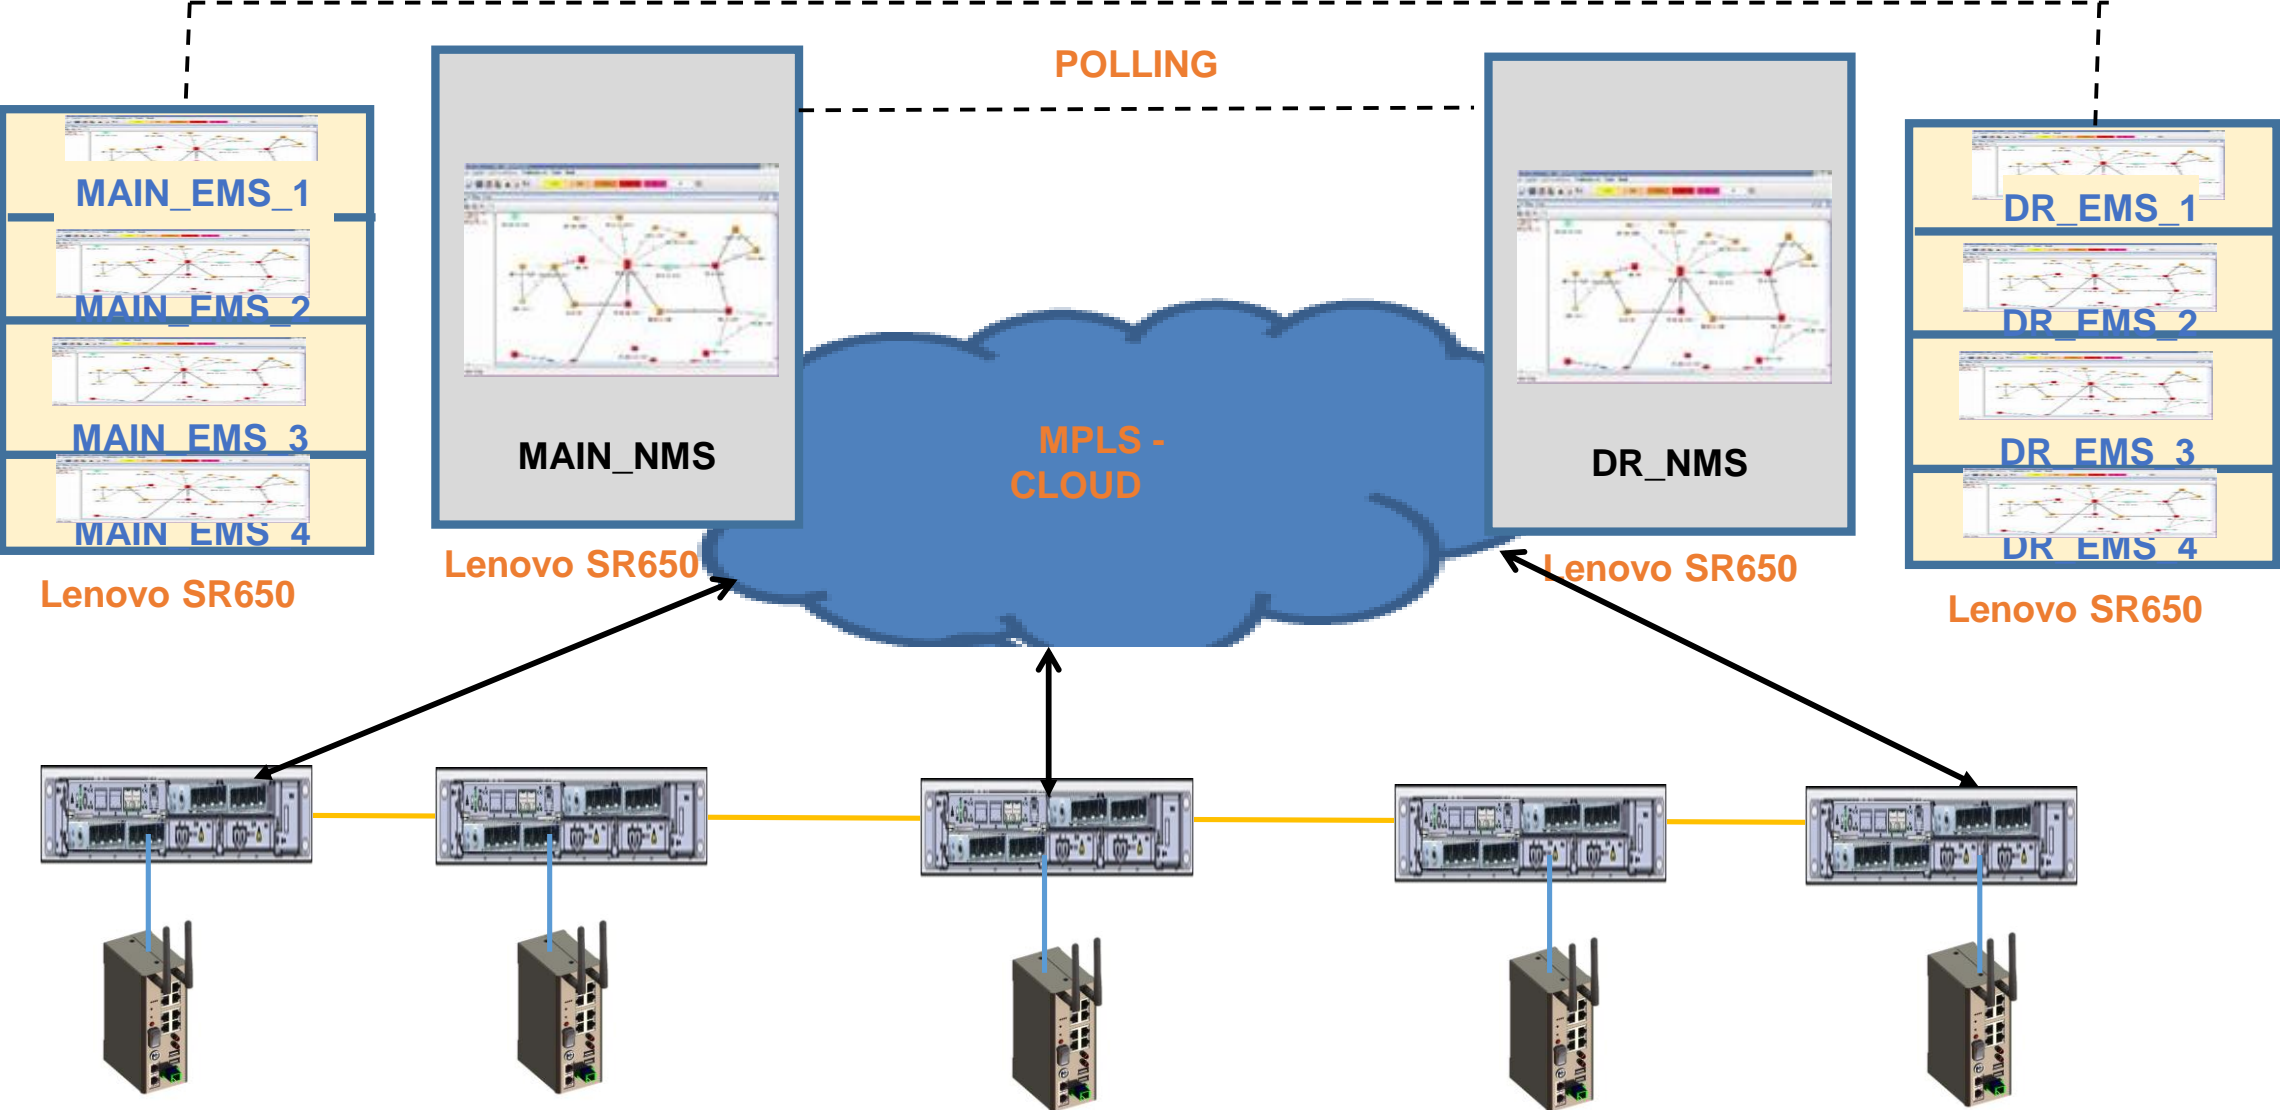 POLLING
MAIN_EMS_1
MAIN_EMS_2
MAIN_EMS_3
MAIN_EMS_4
Lenovo SR650
MAIN_NMS
Lenovo SR650
MPLS -
CLOUD
DR_NMS
Lenovo SR650
DR_EMS_1
DR_EMS_2
DR_EMS_3
DR_EMS_4
Lenovo SR650